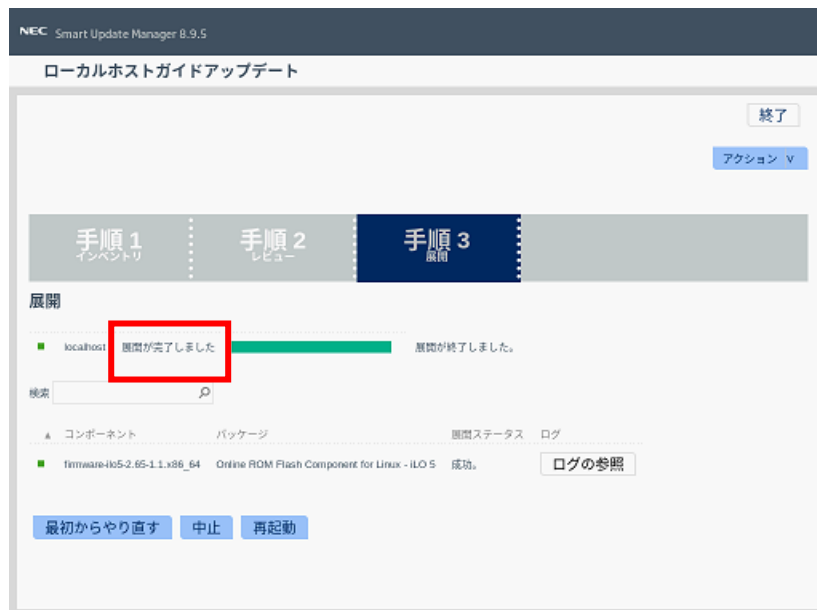 NEC Smart Update Manager 8.9.5
ローカルホストガイドアップデート
終了
アクション ∨
手順 1 手順 2 手順 3
インベントリ レビュー 展開
展開
localhost 展開が完了しました 展開が終了しました。
検索
▲ コンポーネント パッケージ 展開ステータス ログ
firmware-ilo5-2.65-1.1.x86_64 Online ROM Flash Component for Linux - iLO 5 成功。 ログの参照
最初からやり直す 中止 再起動